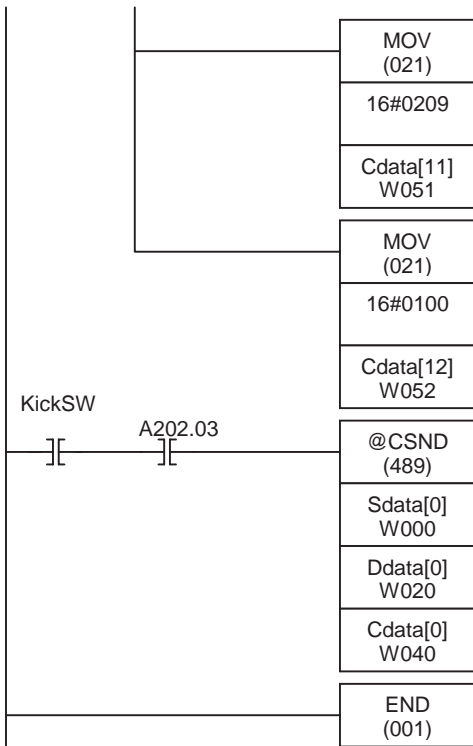 MOV
(021)
16#0209
Cdata[11]
W051
MOV
(021)
16#0100
Cdata[12]
W052
KickSW
A202.03
@CSND
(489)
Sdata[0]
W000
Ddata[0]
W020
Cdata[0]
W040
END
(001)